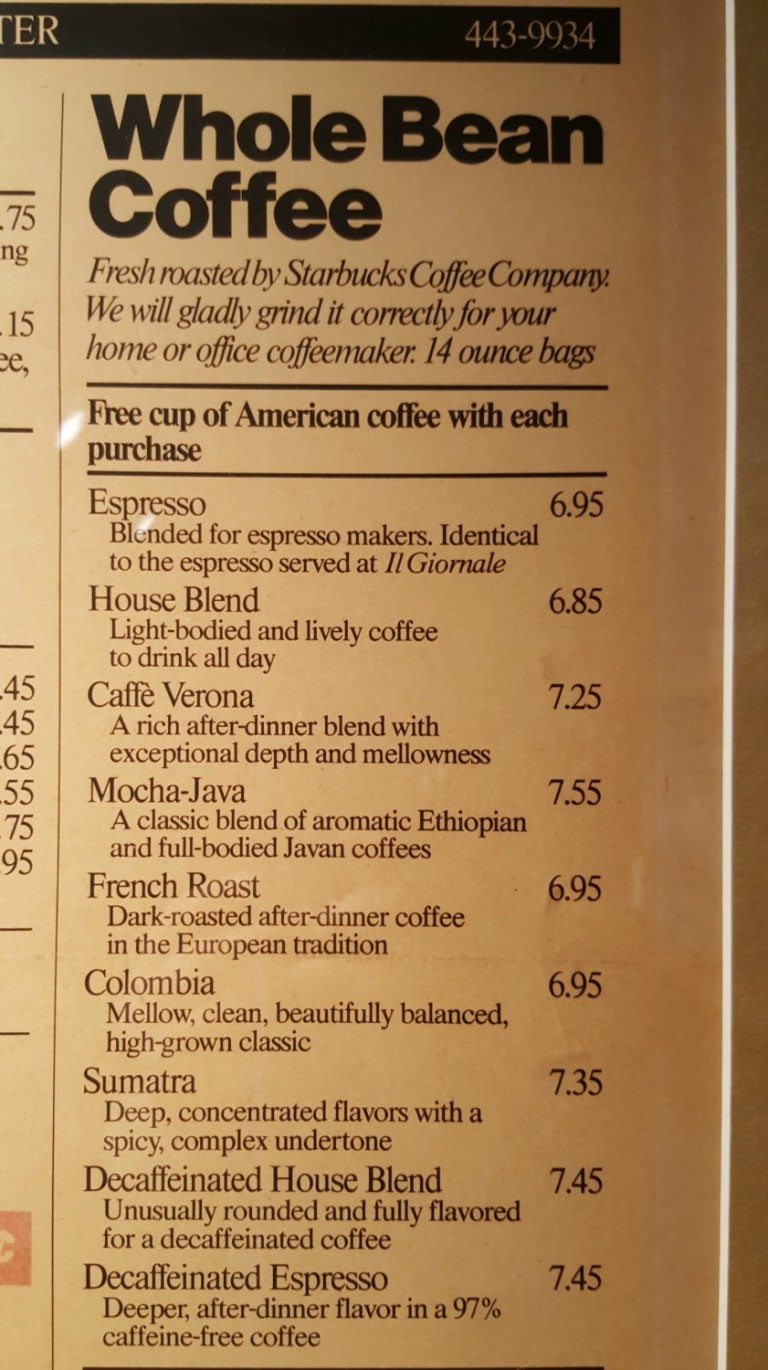 TER 443-9934
Whole Bean
Coffee
Fresh roasted by Starbucks Coffee Company.
We will gladly grind it correctly for your
home or office coffeemaker. 14 ounce bags
Free cup of American coffee with each
purchase
Espresso 6.95
Blended for espresso makers. Identical
to the espresso served at Il Giornale
House Blend 6.85
Light-bodied and lively coffee
to drink all day
Caffè Verona 7.25
A rich after-dinner blend with
exceptional depth and mellowness
Mocha-Java 7.55
A classic blend of aromatic Ethiopian
and full-bodied Javan coffees
French Roast 6.95
Dark-roasted after-dinner coffee
in the European tradition
Colombia 6.95
Mellow, clean, beautifully balanced,
high-grown classic
Sumatra 7.35
Deep, concentrated flavors with a
spicy, complex undertone
Decaffeinated House Blend 7.45
Unusually rounded and fully flavored
for a decaffeinated coffee
Decaffeinated Espresso 7.45
Deeper, after-dinner flavor in a 97%
caffeine-free coffee
.75
ng
.15
ee,
.45
.45
.65
.55
.75
.95